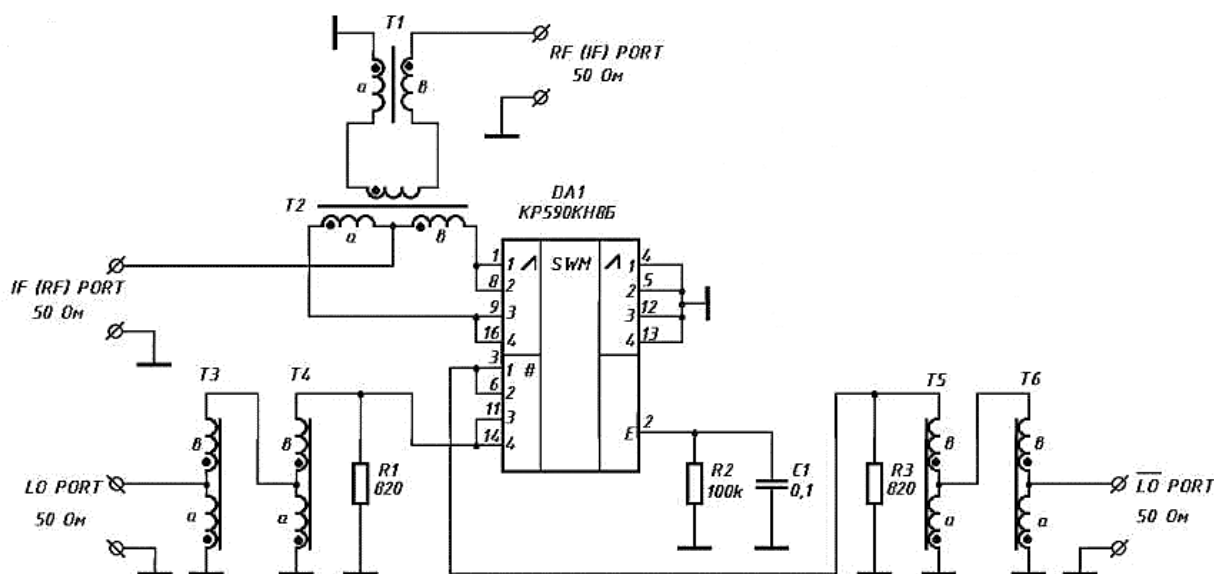 T1
RF (IF) PORT
50 Ом
а
в
T2
а
в
DA1
КР590КН8Б
SWM
IF (RF) PORT
50 Ом
1
8
9
16
3
6
11
14
1
2
3
4
1 #
2
3
4
1
2
3
4
E
4
5
12
13
2
T3
T4
T5
T6
в
а
в
а
в
а
в
а
LO PORT
50 Ом
R1
820
R2
100k
C1
0,1
R3
820
LO PORT
50 Ом